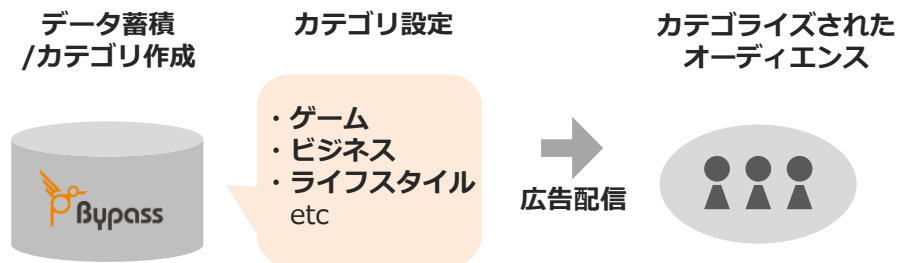 データ蓄積
/カテゴリ作成
カテゴリ設定
カテゴライズされた
オーディエンス
Bypass
・ゲーム
・ビジネス
・ライフスタイル
etc
広告配信